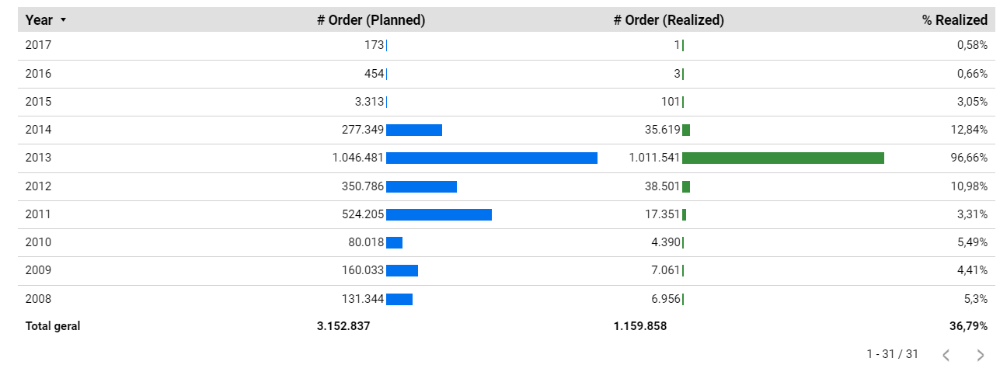 Year # Order (Planned) # Order (Realized) % Realized
2017 173 1 0,58%
2016 454 3 0,66%
2015 3.313 101 3,05%
2014 277.349 35.619 12,84%
2013 1.046.481 1.011.541 96,66%
2012 350.786 38.501 10,98%
2011 524.205 17.351 3,31%
2010 80.018 4.390 5,49%
2009 160.033 7.061 4,41%
2008 131.344 6.956 5,3%
Total geral 3.152.837 1.159.858 36,79%
1 - 31 / 31